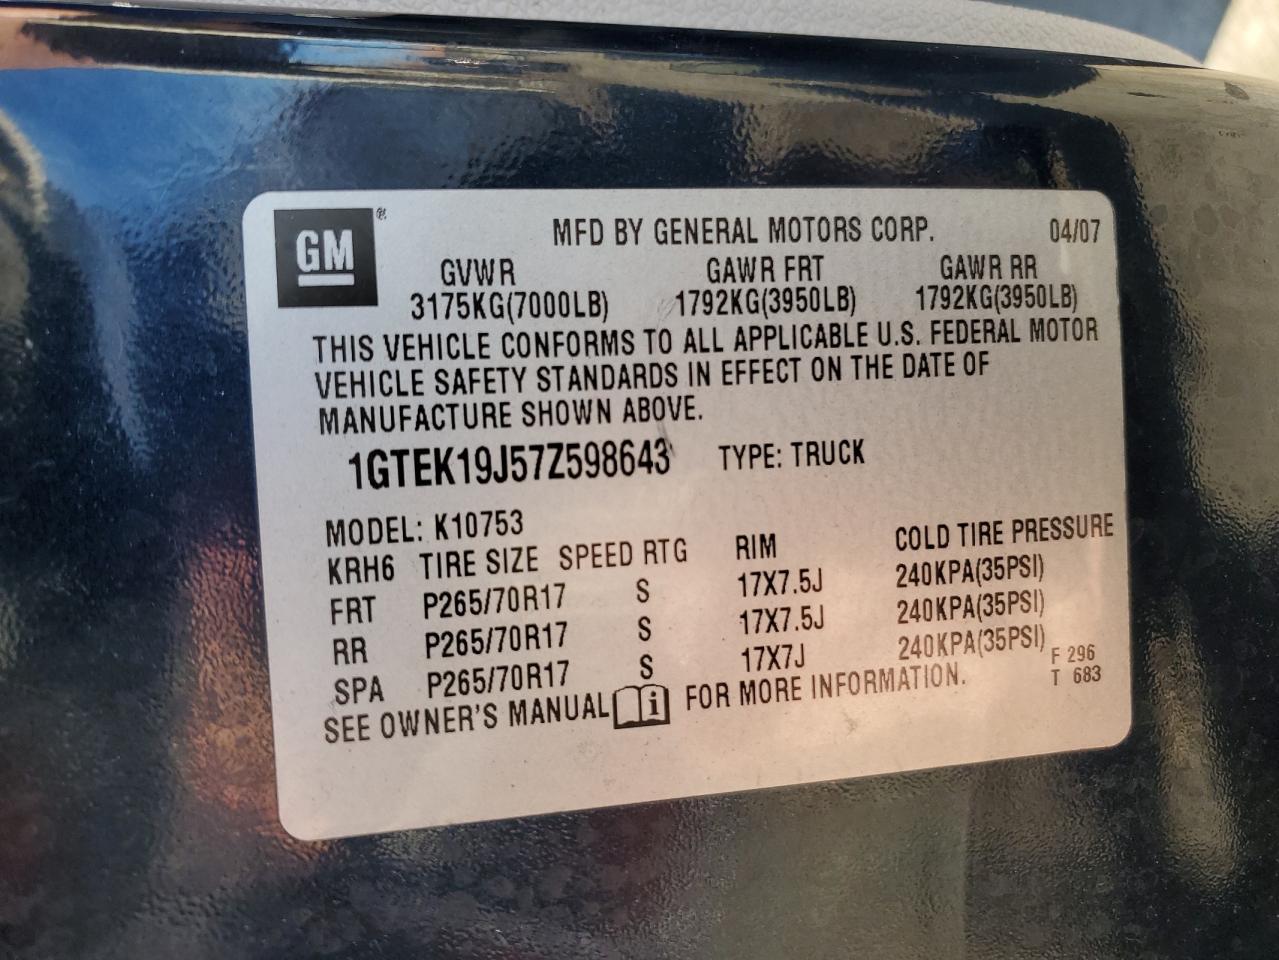 GM ®
MFD BY GENERAL MOTORS CORP. 04/07
GVWR GAWR FRT GAWR RR
3175KG(7000LB) 1792KG(3950LB) 1792KG(3950LB)
THIS VEHICLE CONFORMS TO ALL APPLICABLE U.S. FEDERAL MOTOR
VEHICLE SAFETY STANDARDS IN EFFECT ON THE DATE OF
MANUFACTURE SHOWN ABOVE.
1GTEK19J57Z598643 TYPE: TRUCK
MODEL: K10753
KRH6 TIRE SIZE SPEED RTG RIM COLD TIRE PRESSURE
FRT P265/70R17 S 17X7.5J 240KPA(35PSI)
RR P265/70R17 S 17X7.5J 240KPA(35PSI)
SPA P265/70R17 S 17X7J 240KPA(35PSI) F 296
SEE OWNER'S MANUAL i FOR MORE INFORMATION. T 683